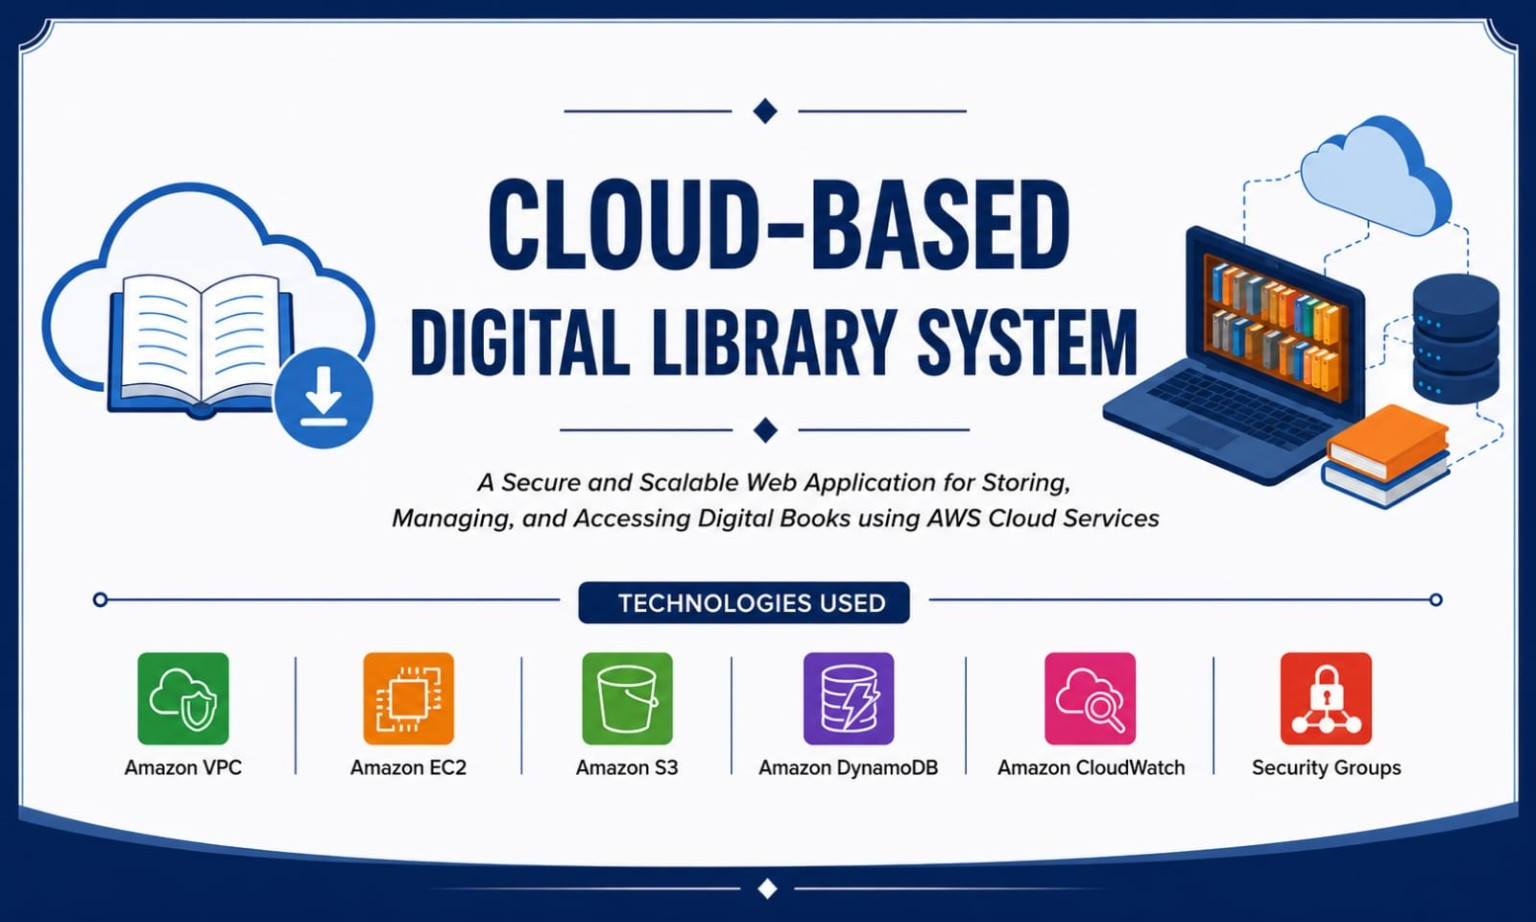 CLOUD-BASED
DIGITAL LIBRARY SYSTEM
A Secure and Scalable Web Application for Storing,
Managing, and Accessing Digital Books using AWS Cloud Services
TECHNOLOGIES USED
Amazon VPC
Amazon EC2
Amazon S3
Amazon DynamoDB
Amazon CloudWatch
Security Groups